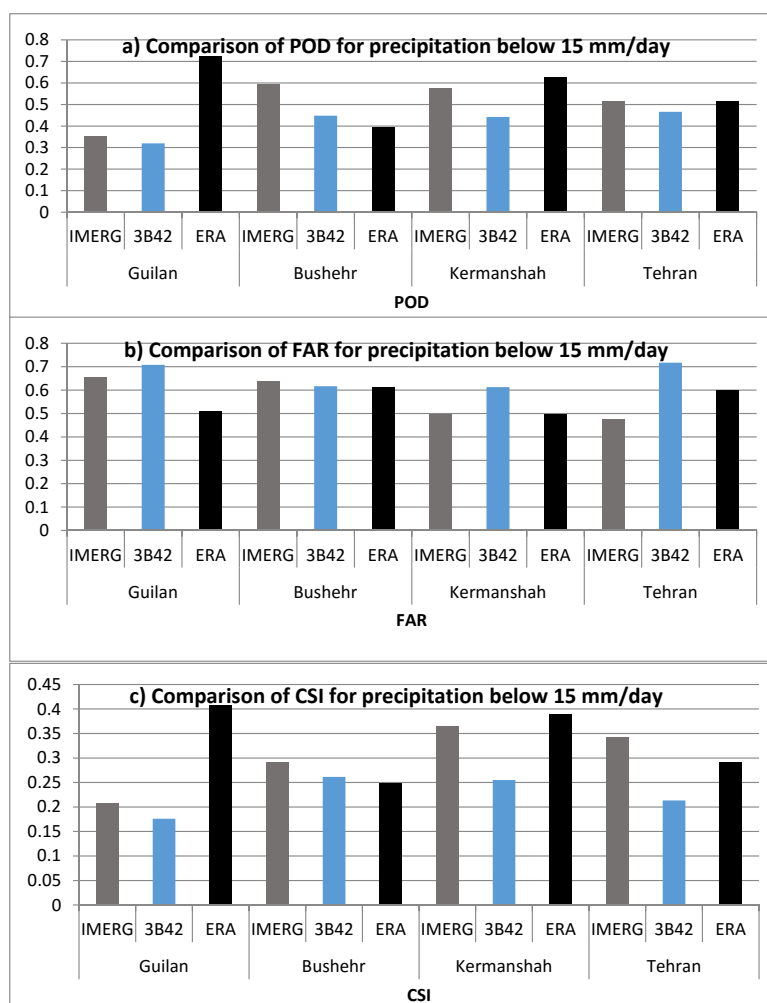 a) Comparison of POD for precipitation below 15 mm/day
0.8
0.7
0.6
0.5
0.4
0.3
0.2
0.1
0
IMERG 3B42 ERA IMERG 3B42 ERA IMERG 3B42 ERA IMERG 3B42 ERA
Guilan Bushehr Kermanshah Tehran
POD
b) Comparison of FAR for precipitation below 15 mm/day
0.8
0.7
0.6
0.5
0.4
0.3
0.2
0.1
0
IMERG 3B42 ERA IMERG 3B42 ERA IMERG 3B42 ERA IMERG 3B42 ERA
Guilan Bushehr Kermanshah Tehran
FAR
c) Comparison of CSI for precipitation below 15 mm/day
0.45
0.4
0.35
0.3
0.25
0.2
0.15
0.1
0.05
0
IMERG 3B42 ERA IMERG 3B42 ERA IMERG 3B42 ERA IMERG 3B42 ERA
Guilan Bushehr Kermanshah Tehran
CSI